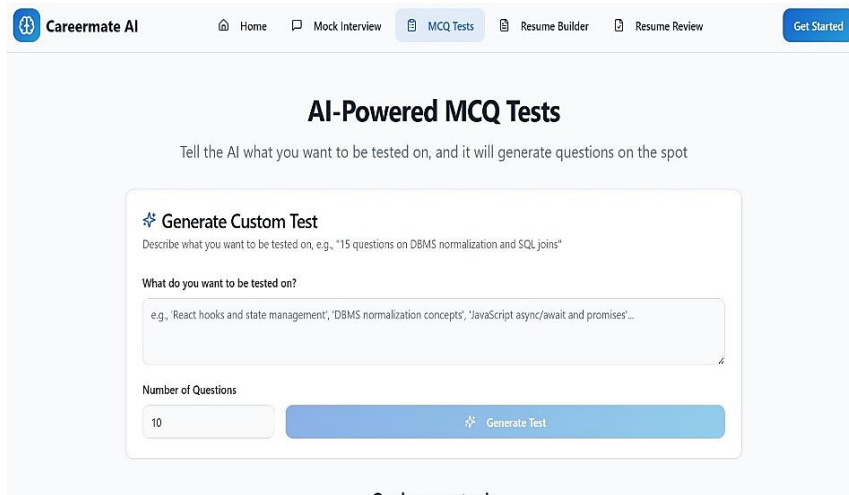 Careermate AI
Home
Mock Interview
MCQ Tests
Resume Builder
Resume Review
Get Started
AI-Powered MCQ Tests
Tell the AI what you want to be tested on, and it will generate questions on the spot
Generate Custom Test
Describe what you want to be tested on, e.g., "15 questions on DBMS normalization and SQL joins"
What do you want to be tested on?
e.g., 'React hooks and state management', 'DBMS normalization concepts', 'JavaScript async/await and promises'...
Number of Questions
10
Generate Test